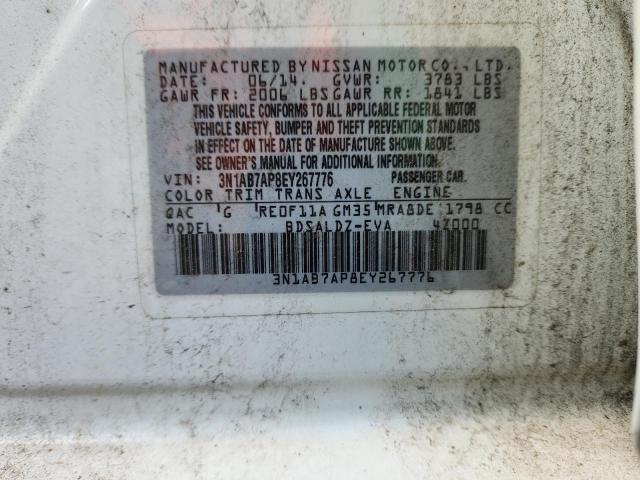 MANUFACTURED BY NISSAN MOTOR CO., LTD.
DATE: 06/14. GVWR: 3783 LBS
GAWR FR: 2006 LBS GAWR RR: 1841 LBS
THIS VEHICLE CONFORMS TO ALL APPLICABLE FEDERAL MOTOR
VEHICLE SAFETY, BUMPER AND THEFT PREVENTION STANDARDS
IN EFFECT ON THE DATE OF MANUFACTURE SHOWN ABOVE.
SEE OWNER'S MANUAL FOR ADDITIONAL INFORMATION.
VIN: 3N1AB7AP8EY267776 PASSENGER CAR.
COLOR TRIM TRANS AXLE ENGINE
QAC G RE0F11A GM35 MRA8DE 1798 CC
MODEL: BDSALDZ-EVA 4Z000
3N1AB7AP8EY267776